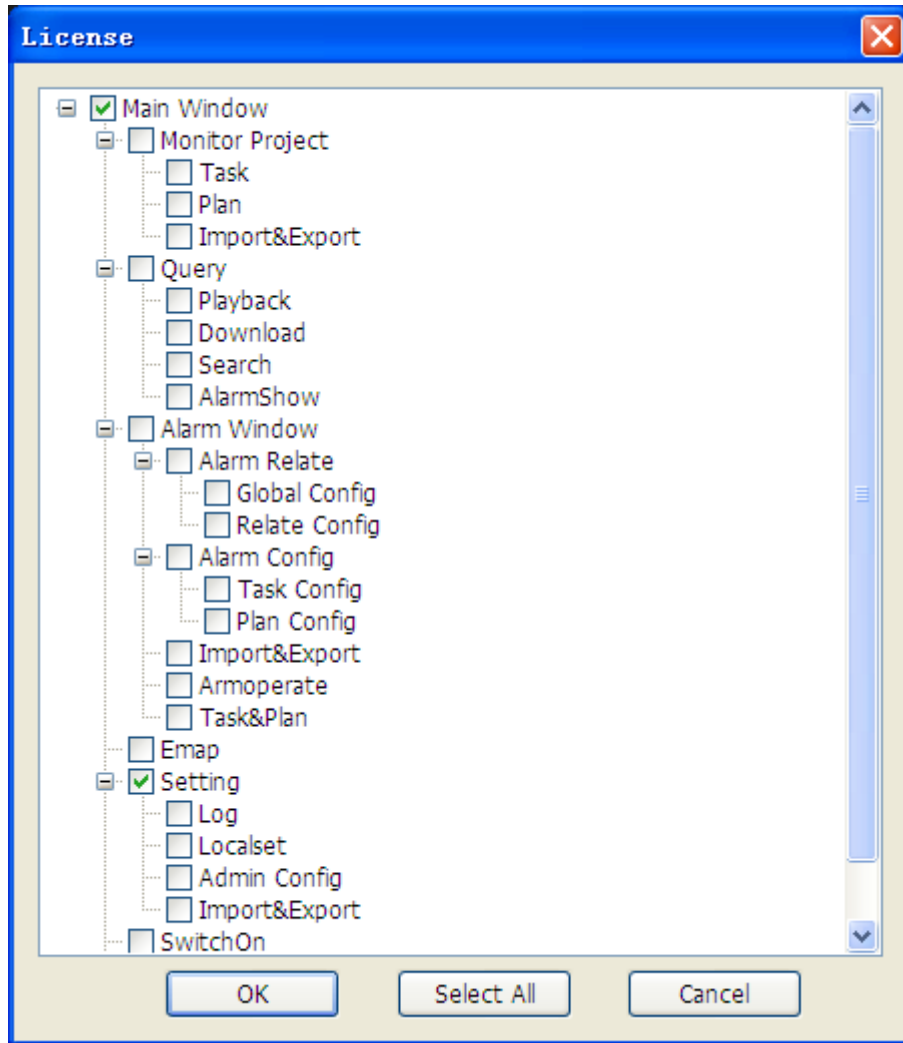 License
Main Window
Monitor Project
Task
Plan
Import&Export
Query
Playback
Download
Search
AlarmShow
Alarm Window
Alarm Relate
Global Config
Relate Config
Alarm Config
Task Config
Plan Config
Import&Export
Armoperate
Task&Plan
Emap
Setting
Log
Localset
Admin Config
Import&Export
SwitchOn
OK Select All Cancel